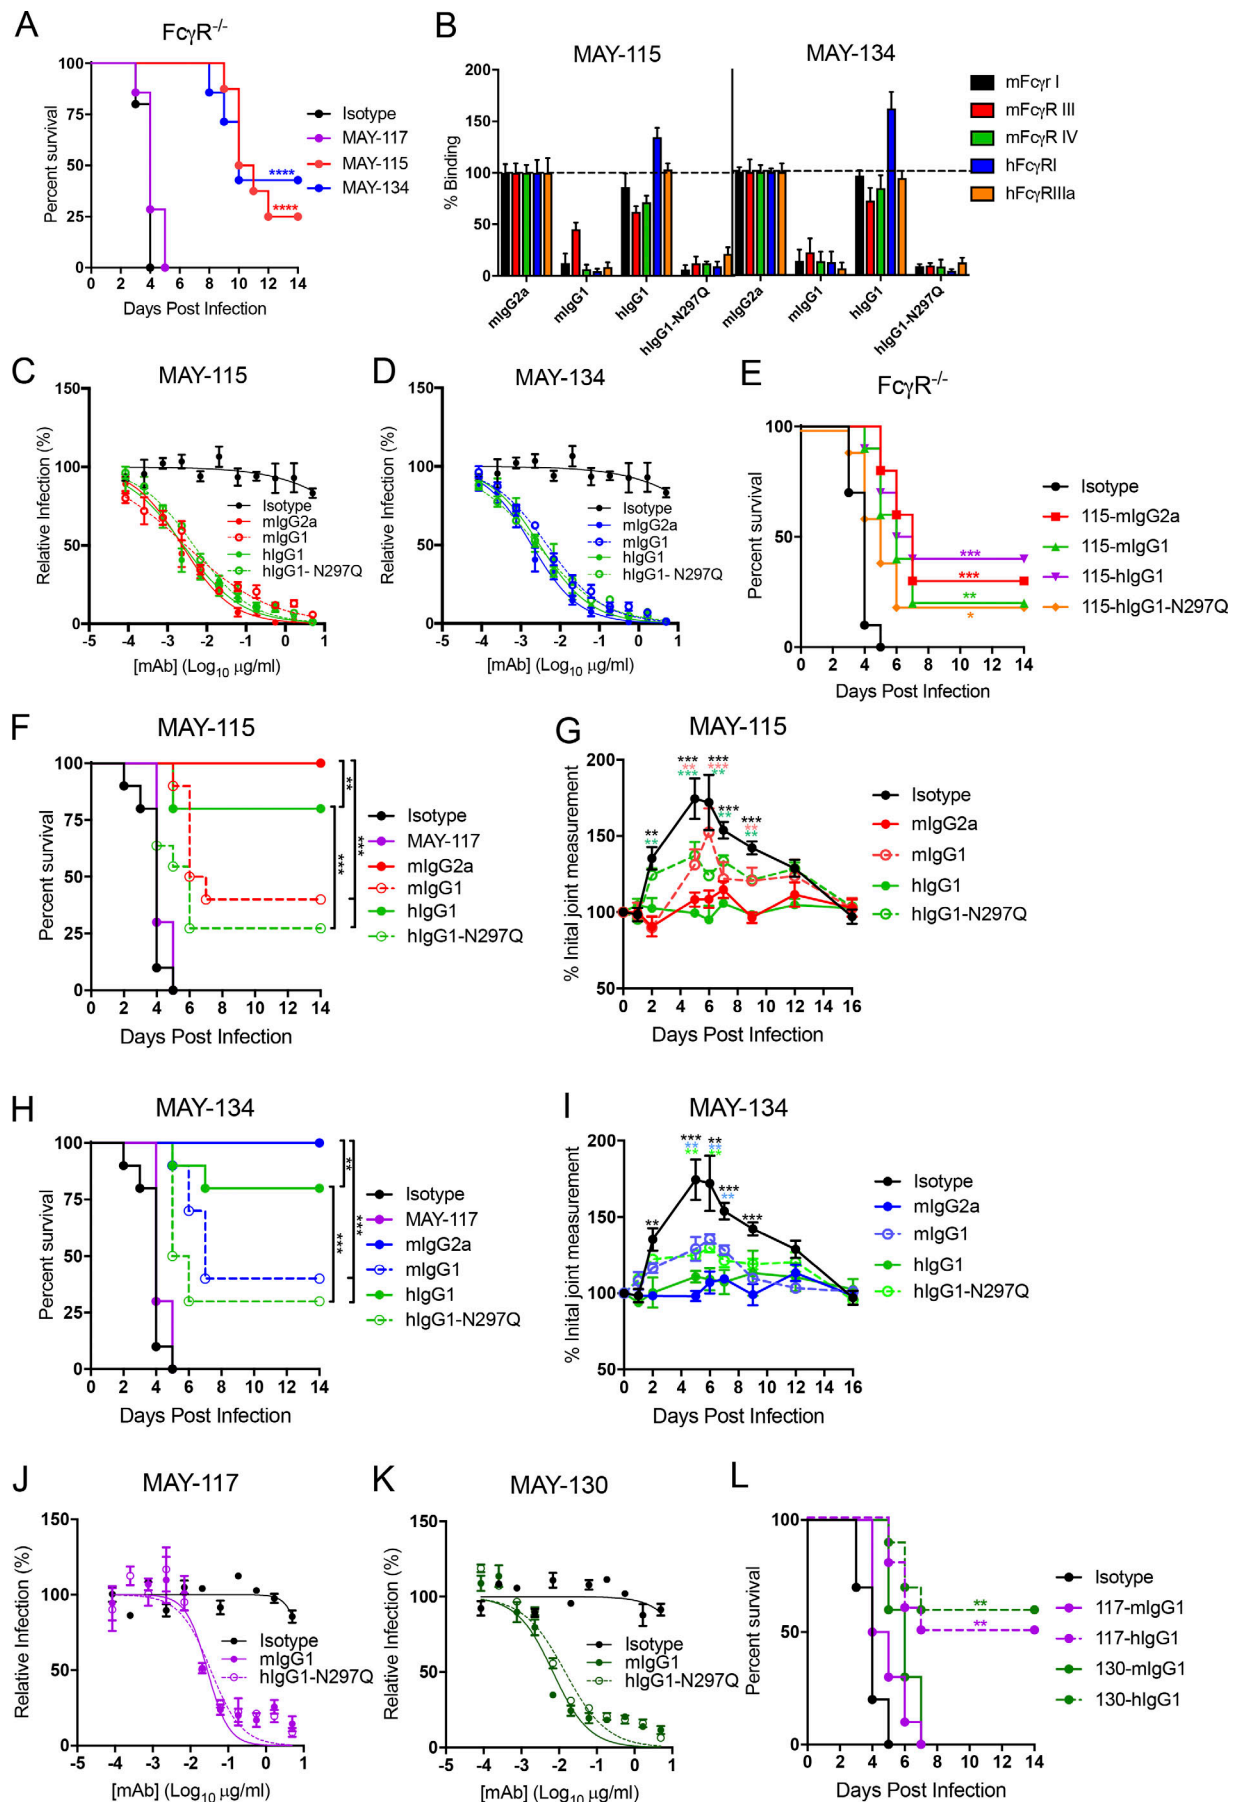 A
FcγR-/-
Percent survival
100
75
50
25
0
0 2 4 6 8 10 12 14
Days Post Infection
Isotype
MAY-117
MAY-115
MAY-134
****
****
B
MAY-115
MAY-134
% Binding
200
150
100
50
0
mIgG2a
mIgG1
hIgG1
hIgG1-N297Q
mIgG2a
mIgG1
hIgG1
hIgG1-N297Q
mFcγr I
mFcγR III
mFcγR IV
hFcγRI
hFcγRIIIa
C
MAY-115
Relative Infection (%)
150
100
50
0
-5 -4 -3 -2 -1 0 1
[mAb] (Log10 µg/ml)
Isotype
mIgG2a
mIgG1
hIgG1
hIgG1- N297Q
D
MAY-134
Relative Infection (%)
150
100
50
0
-5 -4 -3 -2 -1 0 1
[mAb] (Log10 µg/ml)
Isotype
mIgG2a
mIgG1
hIgG1
hIgG1- N297Q
E
FcγR-/-
Percent survival
100
50
0
0 2 4 6 8 10 12 14
Days Post Infection
***
***
**
*
Isotype
115-mIgG2a
115-mIgG1
115-hIgG1
115-hIgG1-N297Q
F
MAY-115
Percent survival
100
75
50
25
0
0 2 4 6 8 10 12 14
Days Post Infection
**
***
***
Isotype
MAY-117
mIgG2a
mIgG1
hIgG1
hIgG1-N297Q
G
MAY-115
% Inital joint measurement
200
150
100
50
0 2 4 6 8 10 12 14 16
Days Post Infection
** **
*** ** ***
*** *** **
*** **
*** ** **
Isotype
mIgG2a
mIgG1
hIgG1
hIgG1-N297Q
H
MAY-134
Percent survival
100
75
50
25
0
0 2 4 6 8 10 12 14
Days Post Infection
**
***
***
Isotype
MAY-117
mIgG2a
mIgG1
hIgG1
hIgG1-N297Q
I
MAY-134
% Inital joint measurement
200
150
100
50
0 2 4 6 8 10 12 14 16
Days Post Infection
**
*** ** **
** ** **
*** **
***
Isotype
mIgG2a
mIgG1
hIgG1
hIgG1-N297Q
J
MAY-117
Relative Infection (%)
150
100
50
0
-5 -4 -3 -2 -1 0 1
[mAb] (Log10 µg/ml)
Isotype
mIgG1
hIgG1-N297Q
K
MAY-130
Relative Infection (%)
150
100
50
0
-5 -4 -3 -2 -1 0 1
[mAb] (Log10 µg/ml)
Isotype
mIgG1
hIgG1-N297Q
L
Percent survival
100
50
0
0 2 4 6 8 10 12 14
Days Post Infection
**
**
Isotype
117-mIgG1
117-hIgG1
130-mIgG1
130-hIgG1